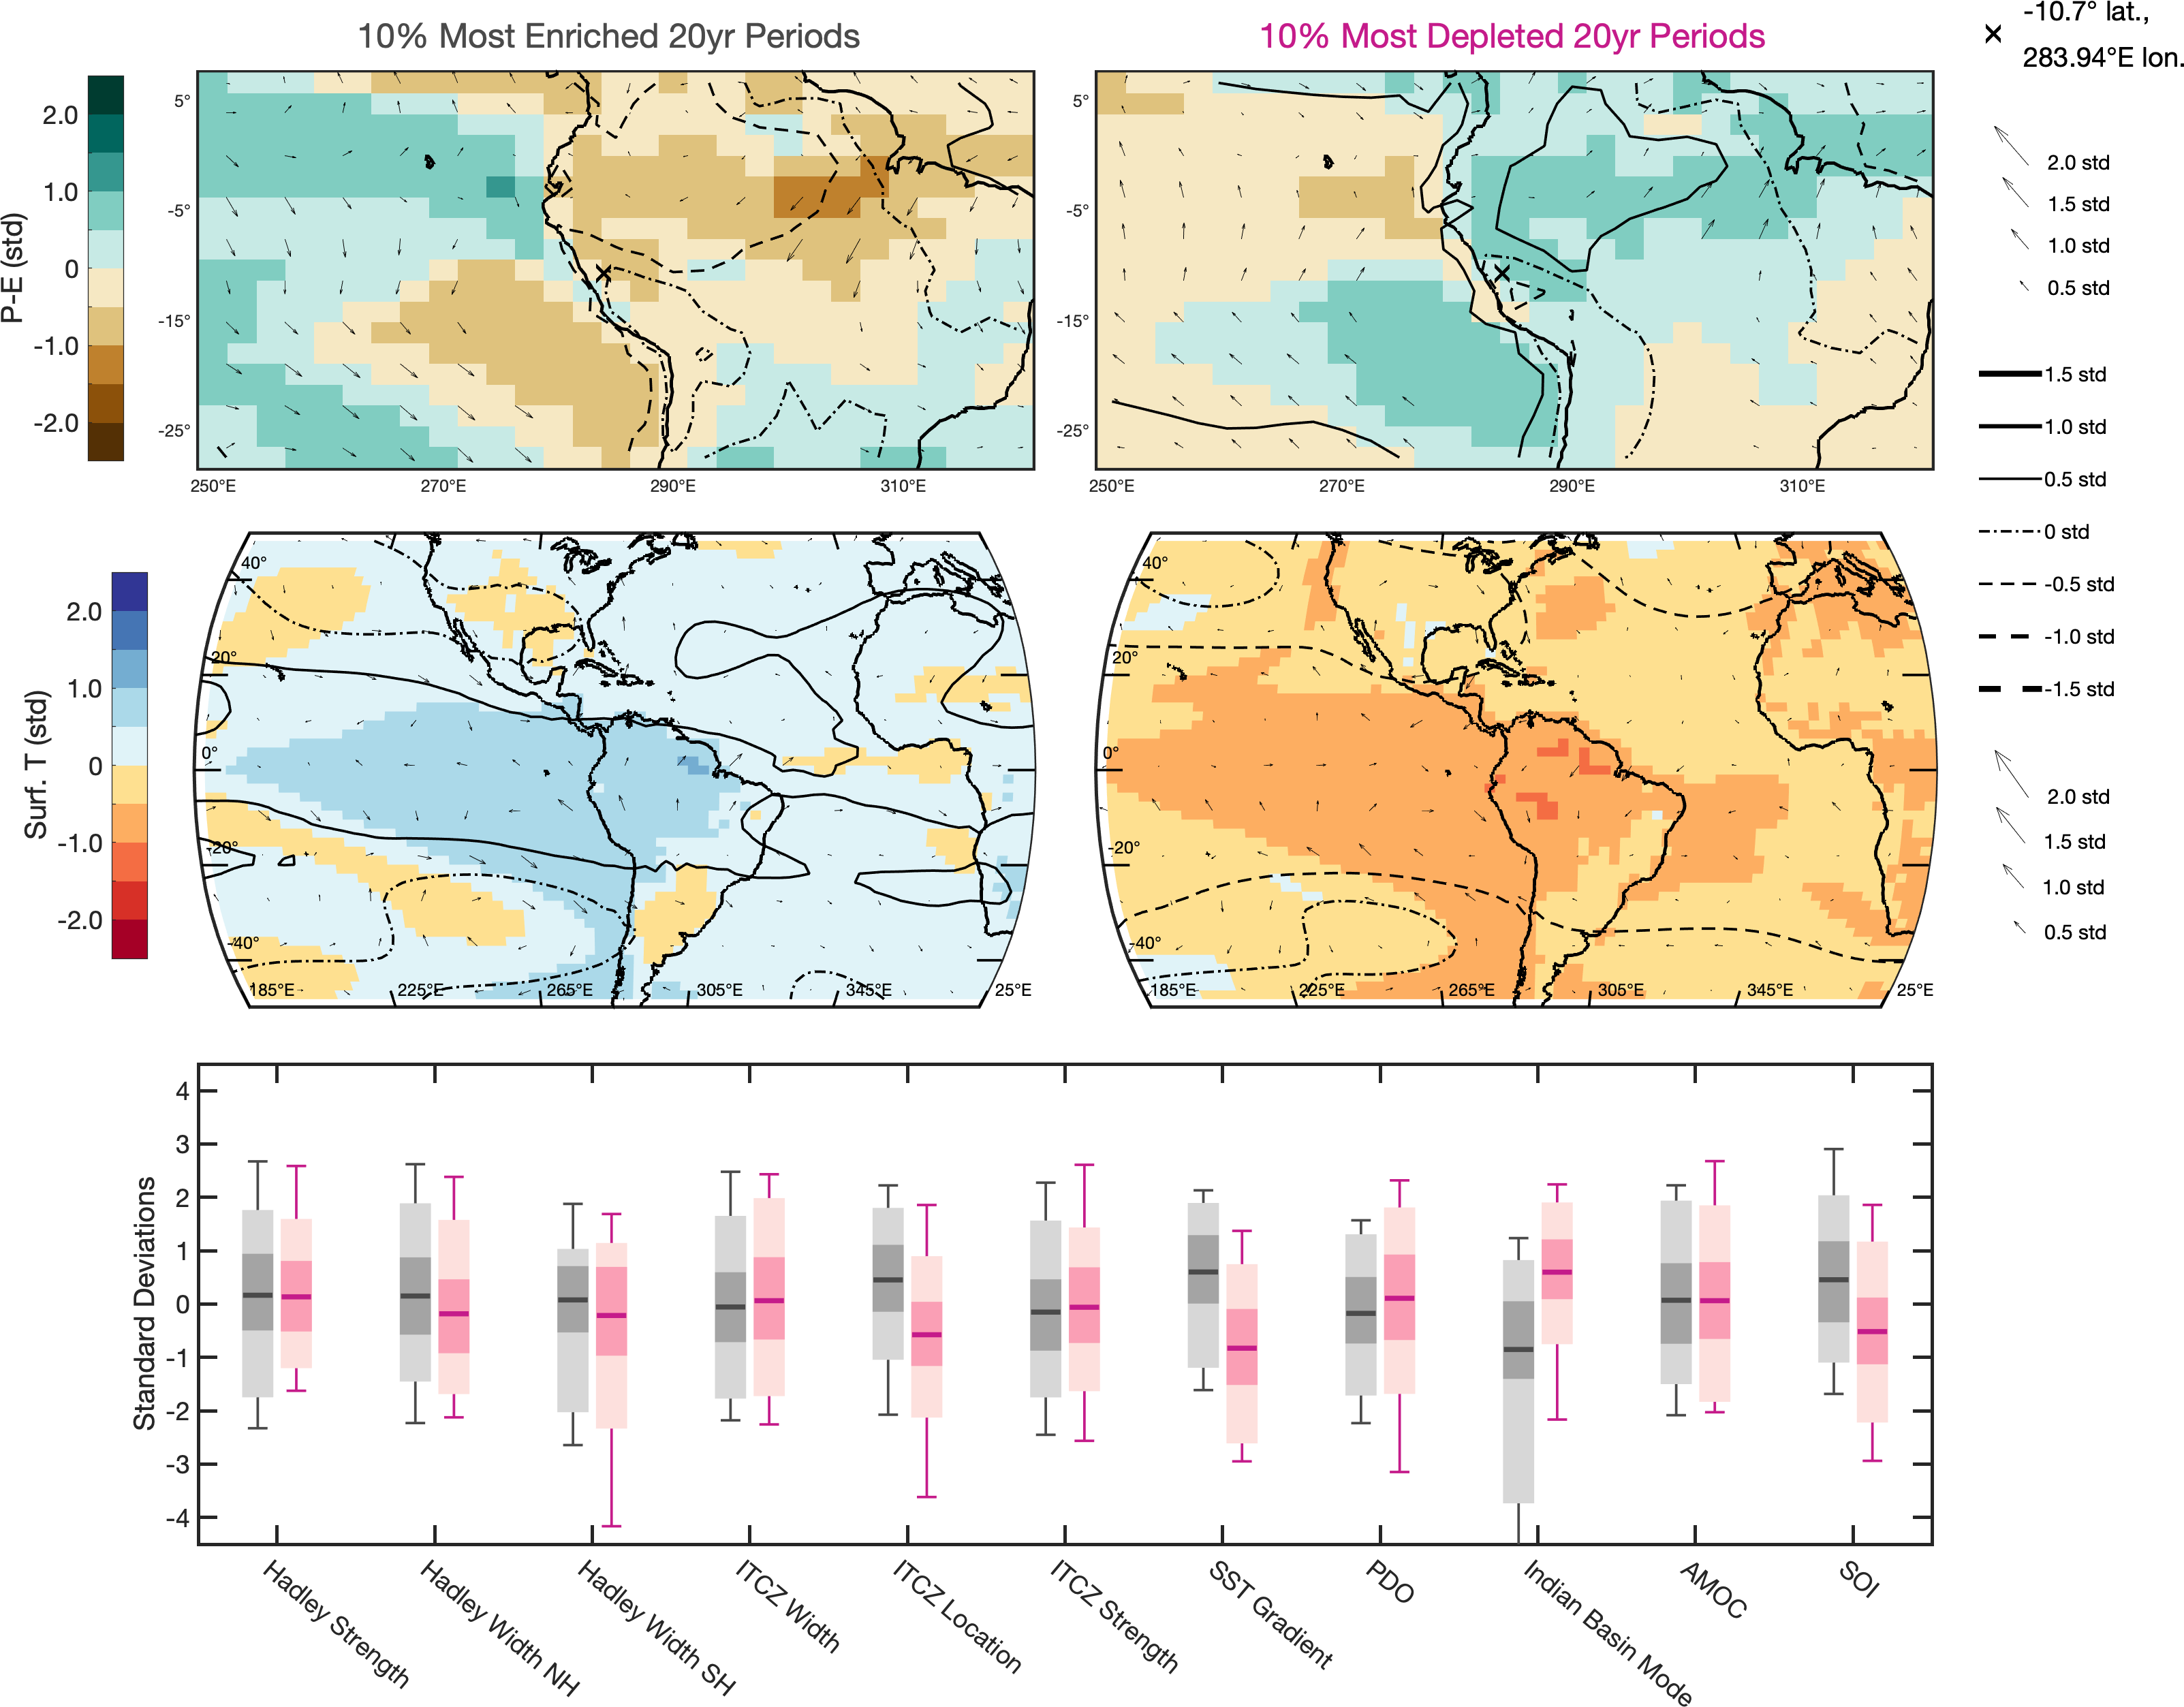 10% Most Enriched 20yr Periods
10% Most Depleted 20yr Periods
-10.7° lat.,
283.94°E lon.
P-E (std)
2.0
1.0
0
-1.0
-2.0
5°
-5°
-15°
-25°
250°E
270°E
290°E
310°E
5°
-5°
-15°
-25°
250°E
270°E
290°E
310°E
2.0 std
1.5 std
1.0 std
0.5 std
1.5 std
1.0 std
0.5 std
0 std
-0.5 std
-1.0 std
-1.5 std
Surf. T (std)
2.0
1.0
0
-1.0
-2.0
40°
20°
0°
-20°
-40°
185°E
225°E
265°E
305°E
345°E
25°E
40°
20°
0°
-20°
-40°
185°E
225°E
265°E
305°E
345°E
25°E
2.0 std
1.5 std
1.0 std
0.5 std
Standard Deviations
4
3
2
1
0
-1
-2
-3
-4
Hadley Strength
Hadley Width NH
Hadley Width SH
ITCZ Width
ITCZ Location
ITCZ Strength
SST Gradient
PDO
Indian Basin Mode
AMOC
SOI